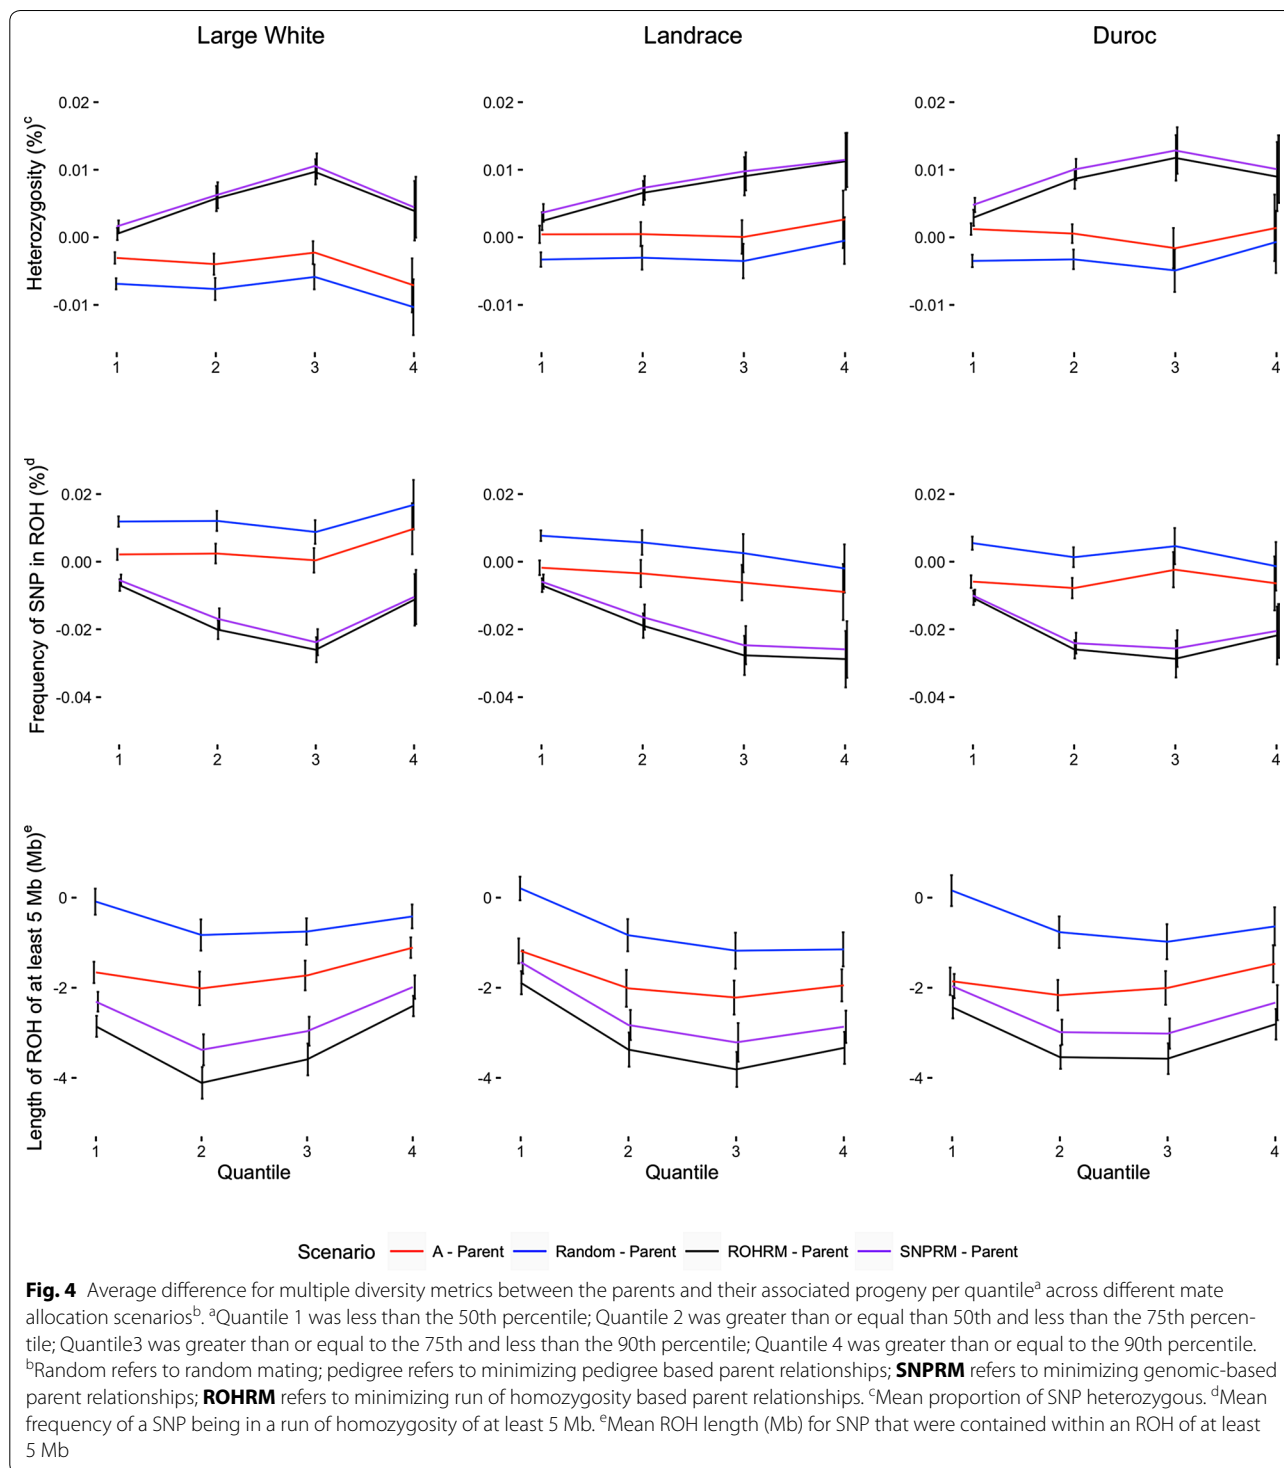 Large White
Landrace
Duroc
Heterozygosity (%)c
0.02
0.01
0.00
-0.01
1 2 3 4
0.02
0.01
0.00
-0.01
1 2 3 4
0.02
0.01
0.00
-0.01
1 2 3 4
Frequency of SNP in ROH (%)d
0.02
0.00
-0.02
-0.04
1 2 3 4
0.02
0.00
-0.02
-0.04
1 2 3 4
0.02
0.00
-0.02
-0.04
1 2 3 4
Length of ROH of at least 5 Mb (Mb)e
0
-2
-4
1 2 3 4
Quantile
0
-2
-4
1 2 3 4
Quantile
0
-2
-4
1 2 3 4
Quantile
Scenario A - Parent Random - Parent ROHRM - Parent SNPRM - Parent
Fig. 4 Average difference for multiple diversity metrics between the parents and their associated progeny per quantilea across different mate
allocation scenariosb. aQuantile 1 was less than the 50th percentile; Quantile 2 was greater than or equal than 50th and less than the 75th percen-
tile; Quantile3 was greater than or equal to the 75th and less than the 90th percentile; Quantile 4 was greater than or equal to the 90th percentile.
bRandom refers to random mating; pedigree refers to minimizing pedigree based parent relationships; SNPRM refers to minimizing genomic-based
parent relationships; ROHRM refers to minimizing run of homozygosity based parent relationships. cMean proportion of SNP heterozygous. dMean
frequency of a SNP being in a run of homozygosity of at least 5 Mb. eMean ROH length (Mb) for SNP that were contained within an ROH of at least
5 Mb